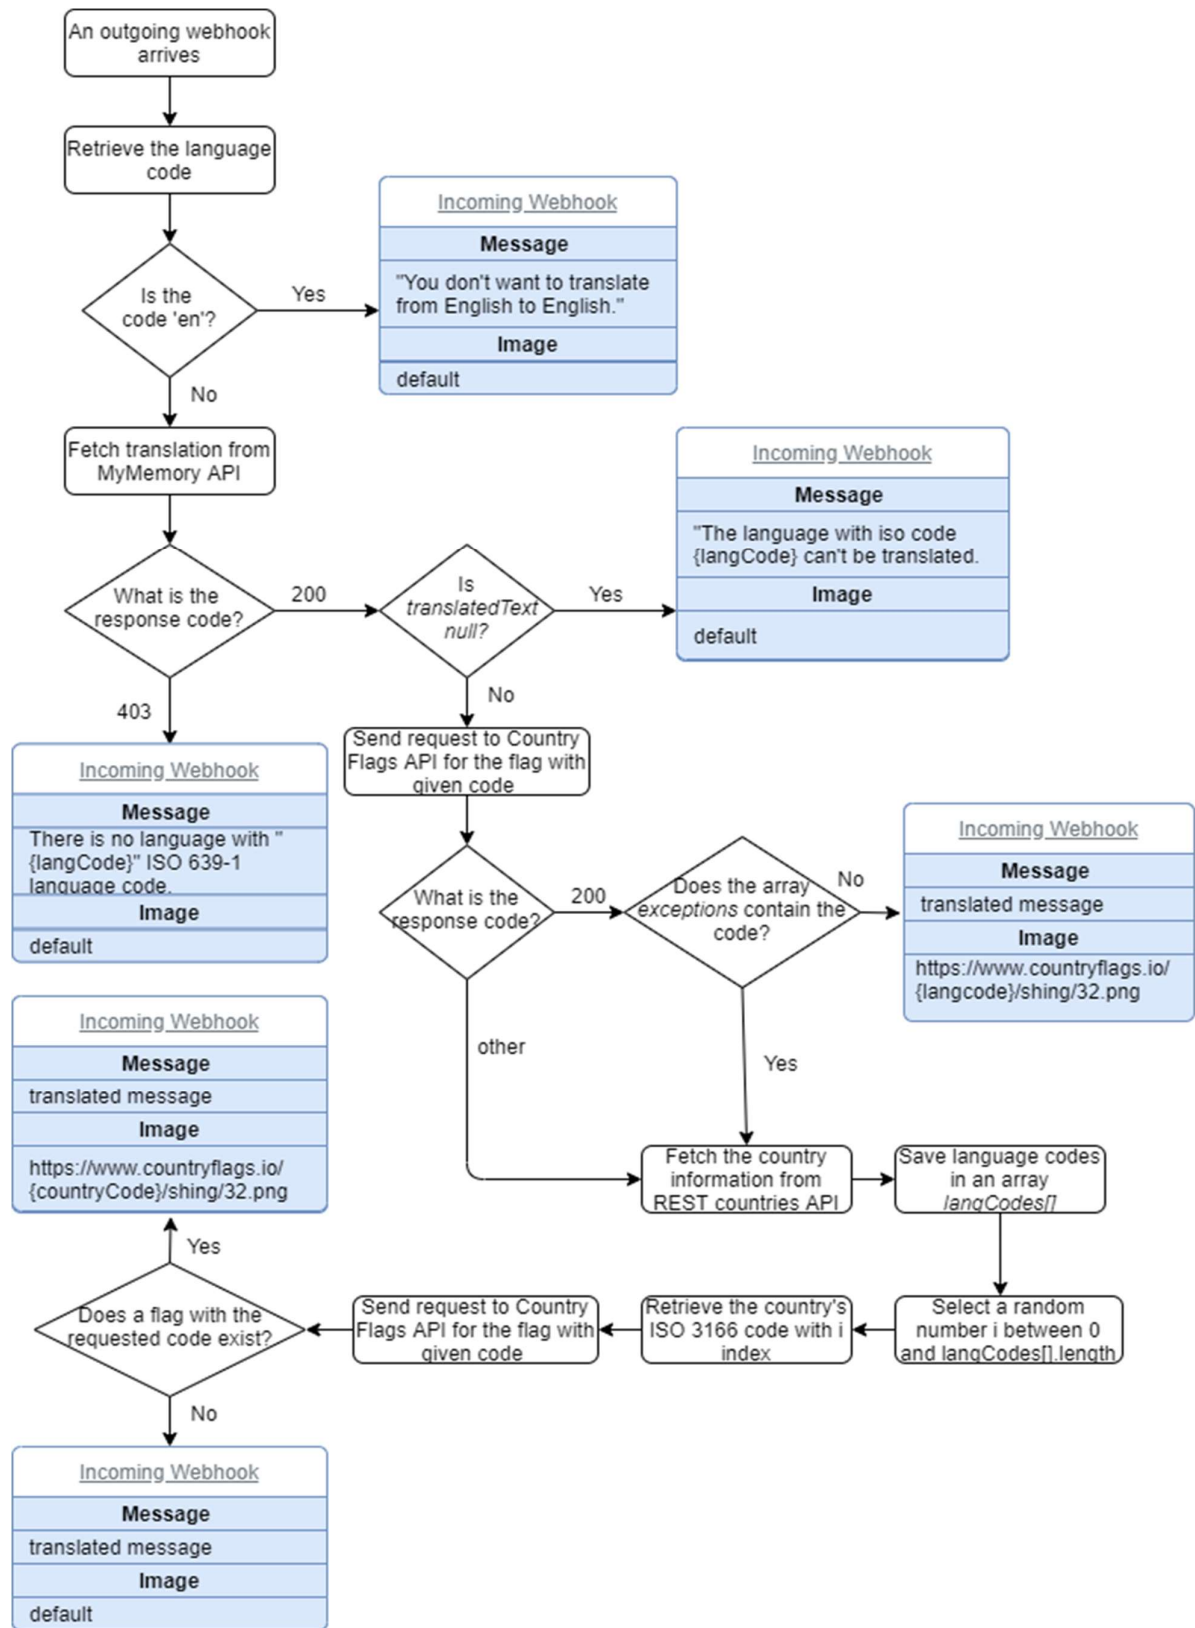 An outgoing webhook
arrives
Retrieve the language
code
Is the
code 'en'?
Yes
Incoming Webhook
Message
"You don't want to translate
from English to English."
Image
default
No
Fetch translation from
MyMemory API
What is the
response code?
200
Is
translatedText
null?
Yes
Incoming Webhook
Message
"The language with iso code
{langCode} can't be translated.
Image
default
403
Incoming Webhook
Message
There is no language with "
{langCode}" ISO 639-1
language code.
Image
default
No
Send request to Country
Flags API for the flag with
given code
What is the
response code?
200
Does the array
exceptions contain the
code?
No
Incoming Webhook
Message
translated message
Image
https://www.countryflags.io/
{langcode}/shing/32.png
other
Yes
Fetch the country
information from
REST countries API
Save language codes
in an array
langCodes[]
Select a random
number i between 0
and langCodes[].length
Retrieve the country's
ISO 3166 code with i
index
Send request to Country
Flags API for the flag with
given code
Does a flag with the
requested code exist?
Yes
Incoming Webhook
Message
translated message
Image
https://www.countryflags.io/
{countryCode}/shing/32.png
No
Incoming Webhook
Message
translated message
Image
default